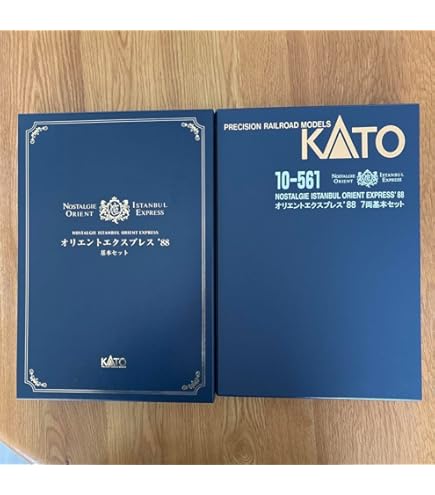 NOSTALGIE ISTANBUL
ORIENT EXPRESS
NOSTALGIE ISTANBUL ORIENT EXPRESS
オリエントエクスプレス '88
基本セット
KATO
PRECISION RAILROAD MODELS
KATO
10-561
NOSTALGIE ISTANBUL
ORIENT EXPRESS
NOSTALGIE ISTANBUL ORIENT EXPRESS'88
オリエントエクスプレス'88 7両基本セット